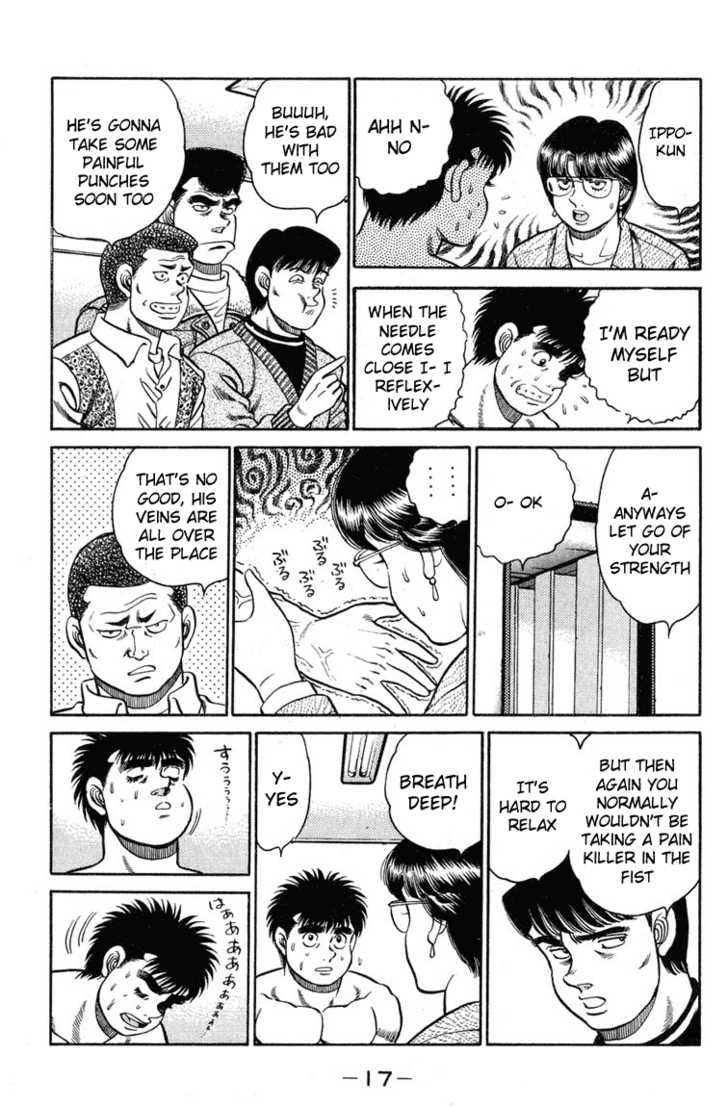 IPPO-
KUN
AHH N-
NO
I'M READY
MYSELF
BUT
WHEN THE
NEEDLE
COMES
CLOSE I- I
REFLEX-
IVELY
BUUUH,
HE'S BAD
WITH
THEM TOO
HE'S GONNA
TAKE SOME
PAINFUL
PUNCHES
SOON TOO
A-
ANYWAYS
LET GO OF
YOUR
STRENGTH
O- OK
. . . . . . .
ぶる
ぶる
ぶる
ぶる
THAT'S NO
GOOD, HIS
VEINS ARE
ALL OVER
THE PLACE
BUT THEN
AGAIN YOU
NORMALLY
WOULDN'T BE
TAKING A PAIN
KILLER IN THE
FIST
IT'S
HARD TO
RELAX
BREATH
DEEP!
Y-
YES
すうぅぅぅ…
はぁあああぁぁ…
-17-